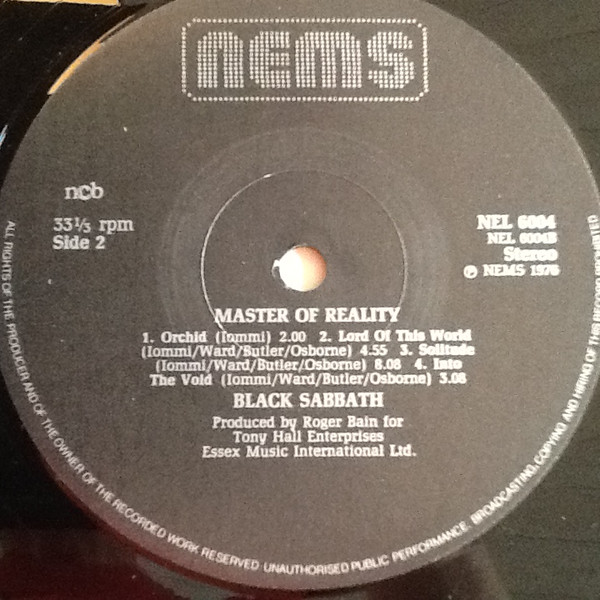 nems
ncb
33⅓ rpm
Side 2
NEL 6004
NEL 6004B
Stereo
℗ NEMS 1976
MASTER OF REALITY
1. Orchid (Iommi) 2.00 2. Lord Of This World
(Iommi/Ward/Butler/Osborne) 4.55 3. Solitude
(Iommi/Ward/Butler/Osborne) 8.08 4. Into
The Void (Iommi/Ward/Butler/Osborne) 3.08
BLACK SABBATH
Produced by Roger Bain for
Tony Hall Enterprises
Essex Music International Ltd.
ALL RIGHTS OF THE PRODUCER AND OF THE OWNER OF THE RECORDED WORK RESERVED · UNAUTHORISED PUBLIC PERFORMANCE, BROADCASTING, COPYING AND HIRING OF THIS RECORD PROHIBITED